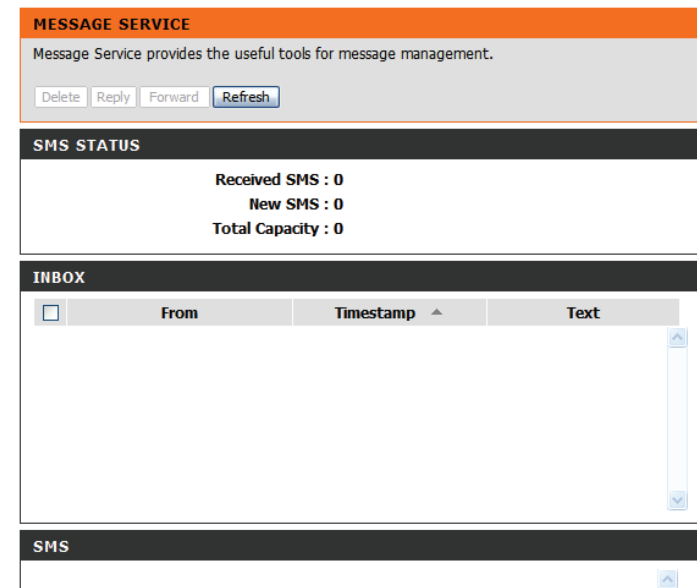 MESSAGE SERVICE
Message Service provides the useful tools for message management.
Delete Reply Forward Refresh
SMS STATUS
Received SMS : 0
New SMS : 0
Total Capacity : 0
INBOX
From Timestamp Text
SMS